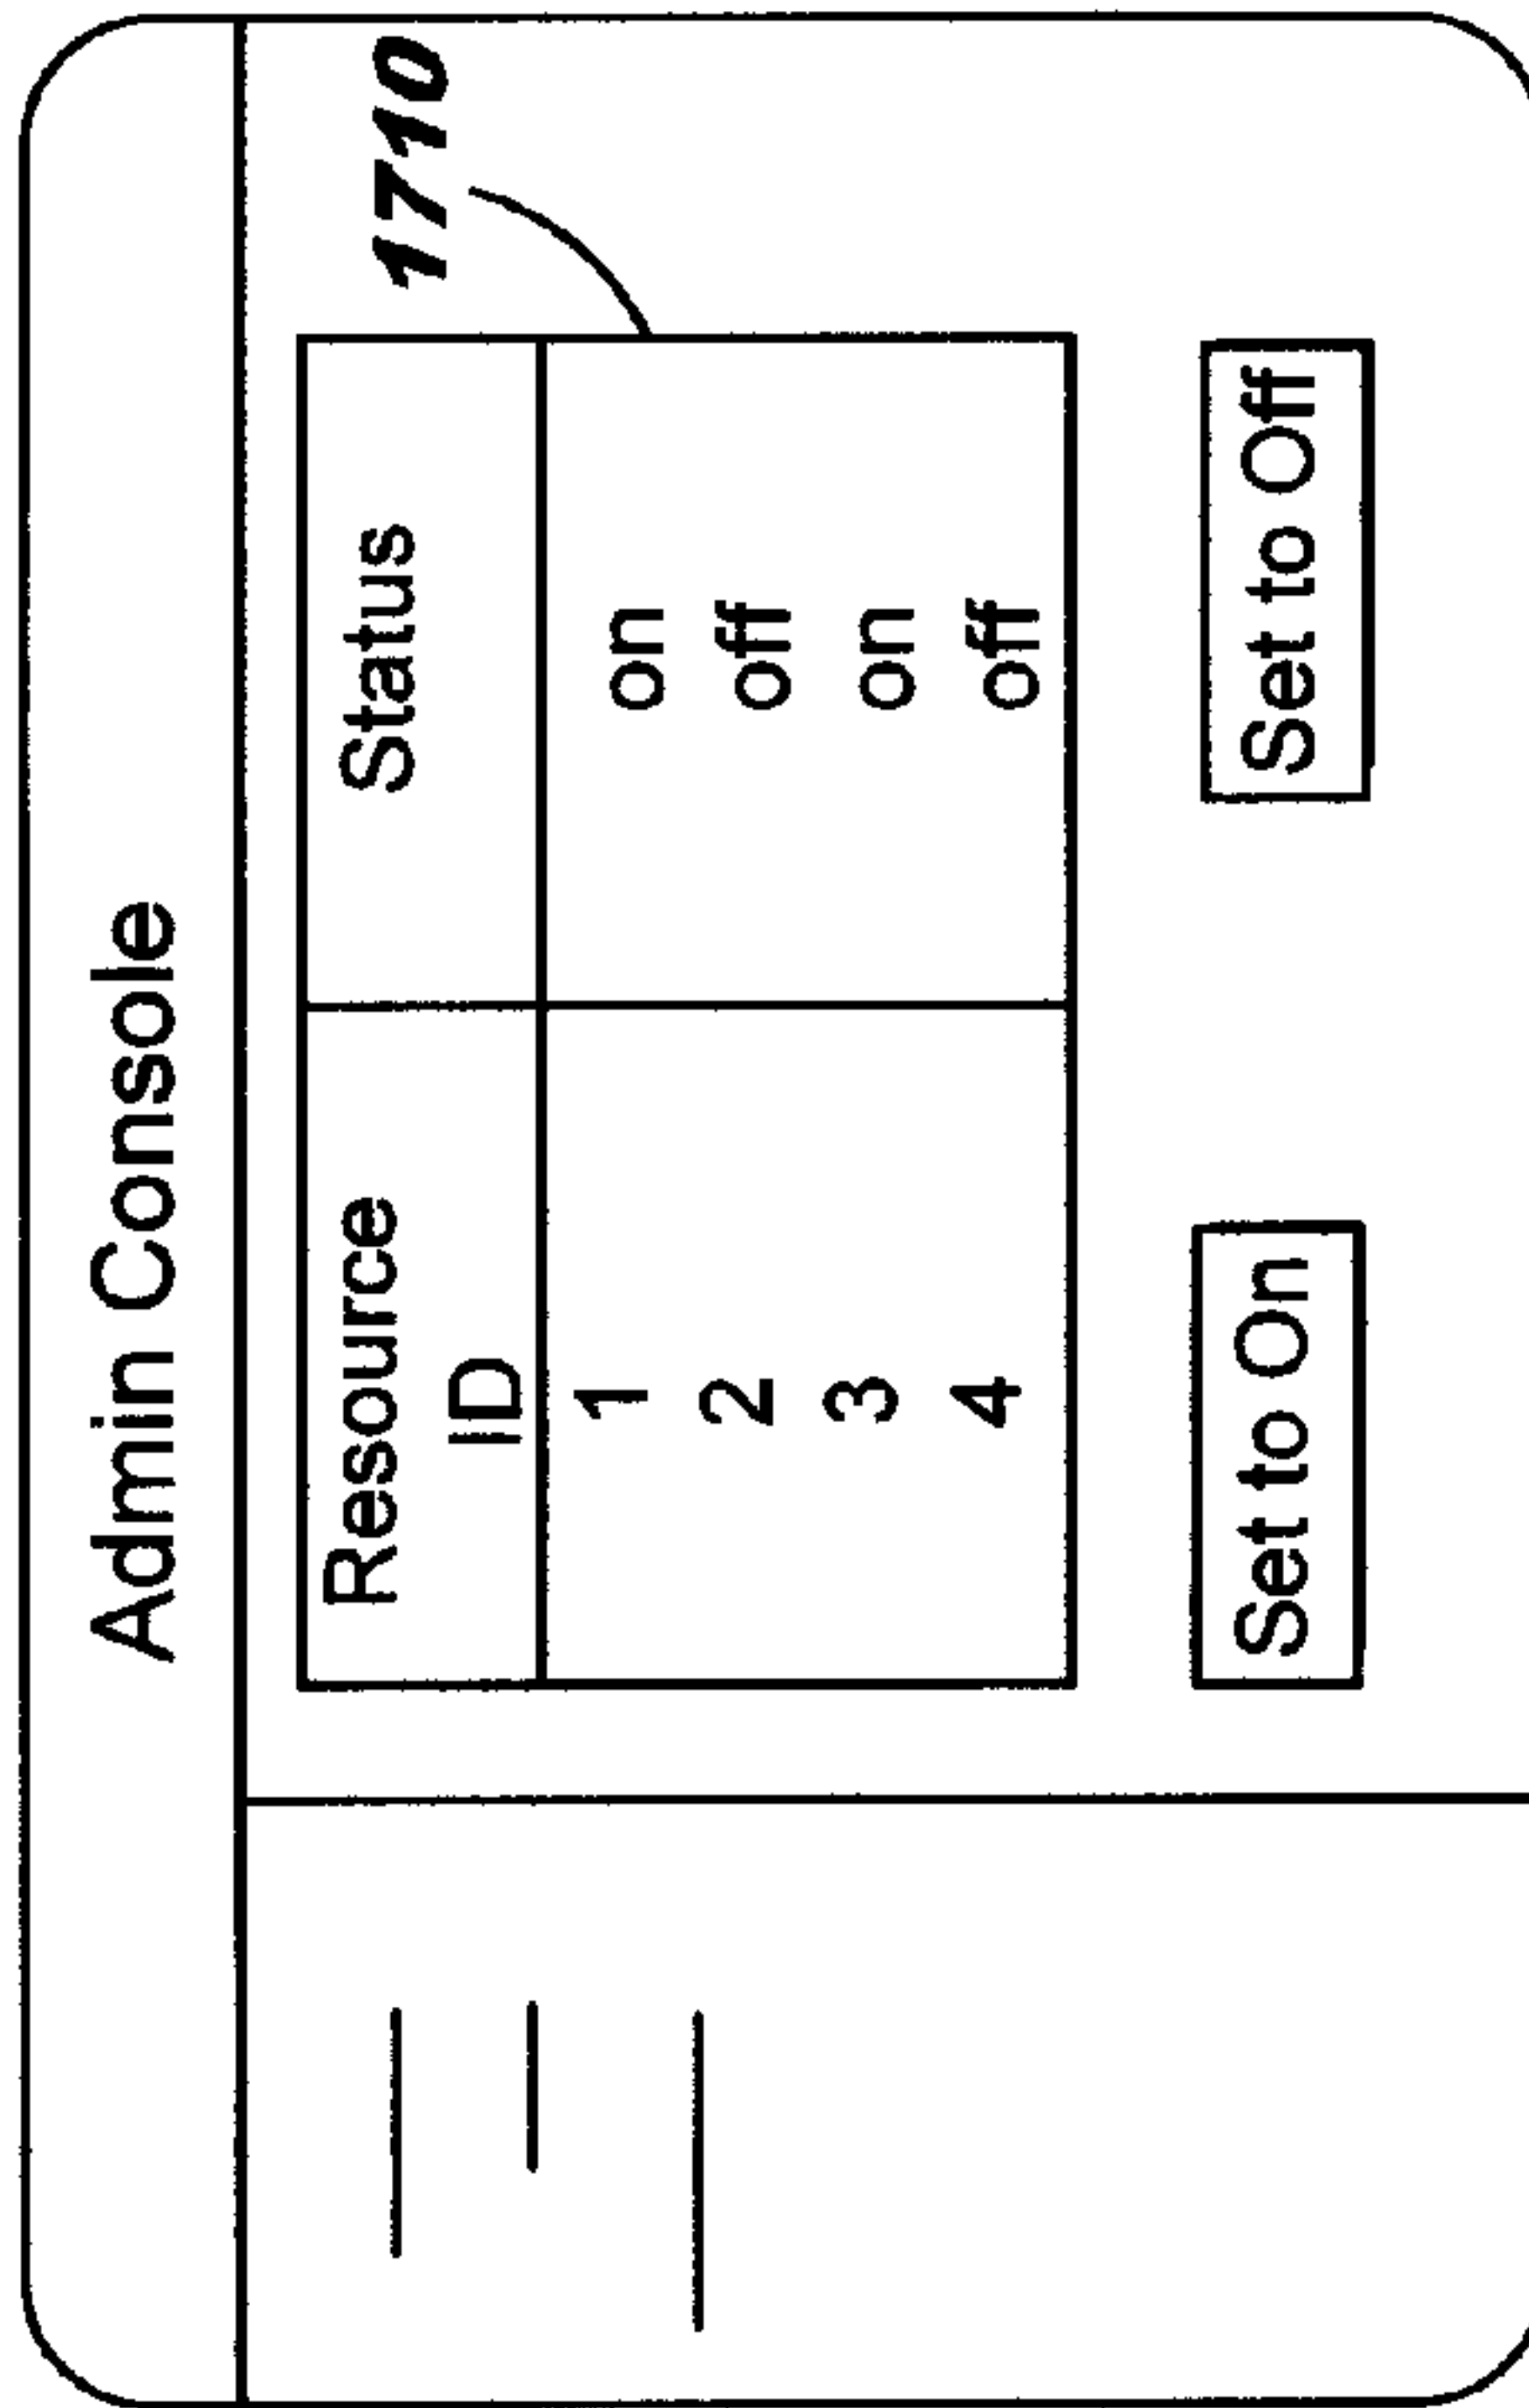 Admin Console
1710
Resource ID Status
1 on
2 off
3 on
4 off
Set to On Set to Off